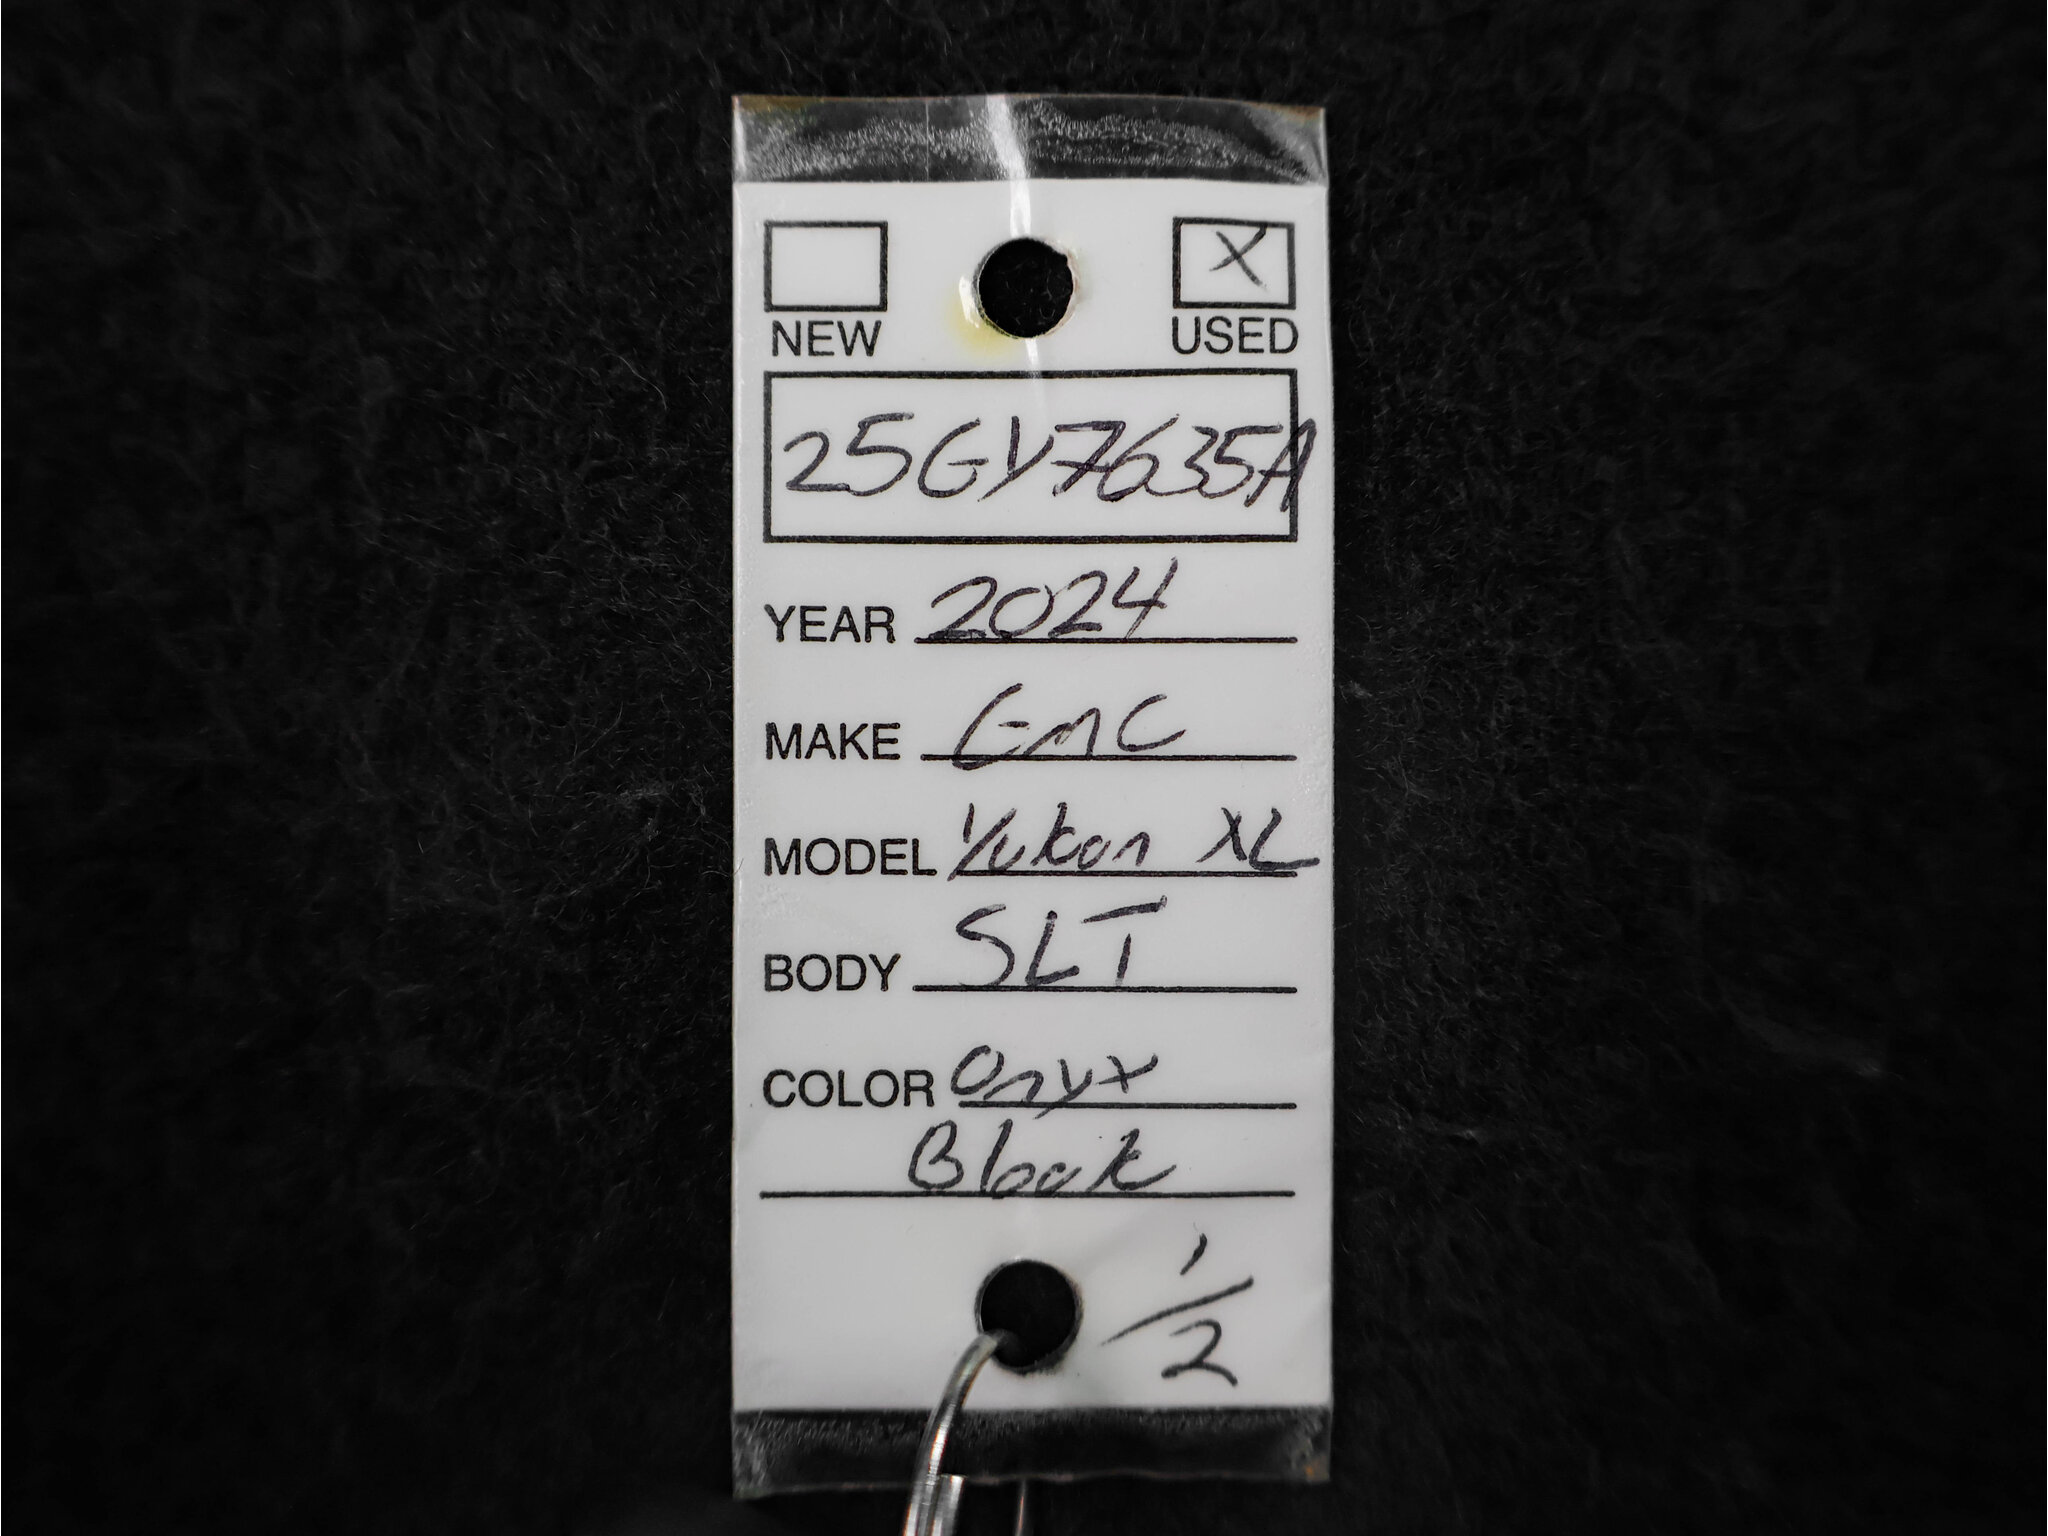 X
NEW USED
25GY7635A
YEAR 2024
MAKE GMC
MODEL Yukon XL
BODY SLT
COLOR Onyx
Black
1/2